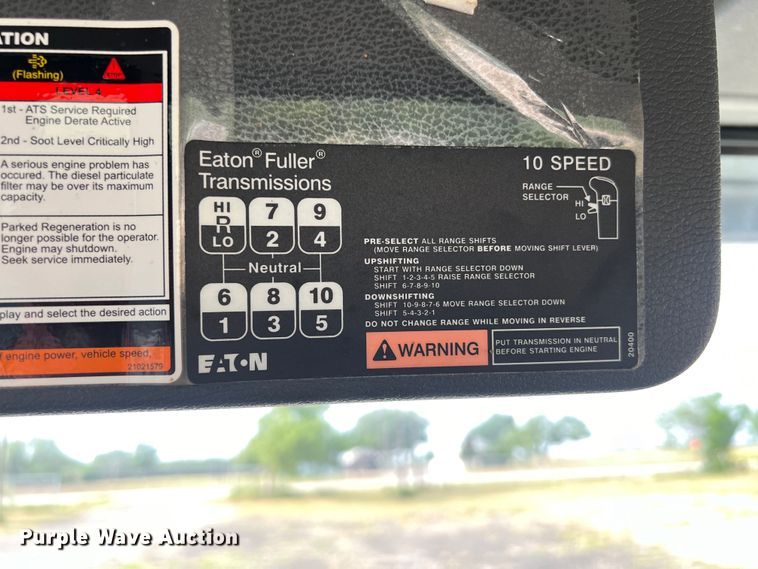 ATION
(Flashing)
STOP
LEVEL 4
1st - ATS Service Required
Engine Derate Active
2nd - Soot Level Critically High
A serious engine problem has
occured. The diesel particulate
filter may be over its maximum
capacity.
Parked Regeneration is no
longer possible for the operator.
Engine may shutdown.
Seek service immediately.
play and select the desired action
engine power, vehicle speed,
21021579
Eaton® Fuller®
Transmissions
10 SPEED
RANGE
SELECTOR
HI
LO
HI
R
LO
7
2
9
4
Neutral
6
1
8
3
10
5
EATON
PRE-SELECT ALL RANGE SHIFTS
(MOVE RANGE SELECTOR BEFORE MOVING SHIFT LEVER)
UPSHIFTING
START WITH RANGE SELECTOR DOWN
SHIFT 1-2-3-4-5 RAISE RANGE SELECTOR
SHIFT 6-7-8-9-10
DOWNSHIFTING
SHIFT 10-9-8-7-6 MOVE RANGE SELECTOR DOWN
SHIFT 5-4-3-2-1
DO NOT CHANGE RANGE WHILE MOVING IN REVERSE
WARNING
PUT TRANSMISSION IN NEUTRAL
BEFORE STARTING ENGINE
20400
Purple Wave Auction